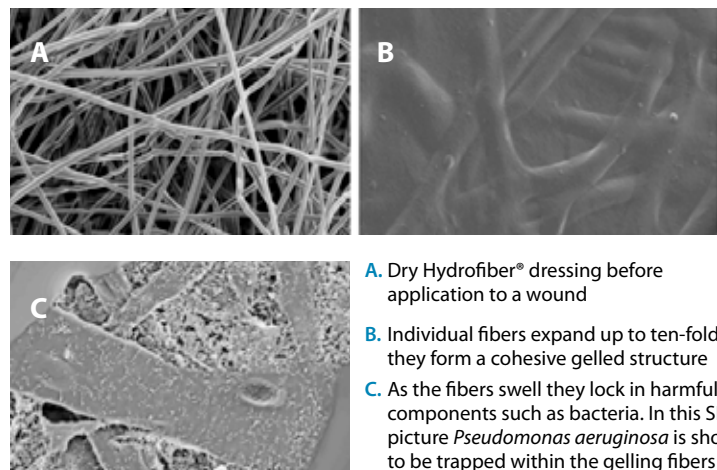 A
B
C
A. Dry Hydrofiber® dressing before
application to a wound
B. Individual fibers expand up to ten-fold
they form a cohesive gelled structure
C. As the fibers swell they lock in harmful
components such as bacteria. In this
picture Pseudomonas aeruginosa is
to be trapped within the gelling fibers